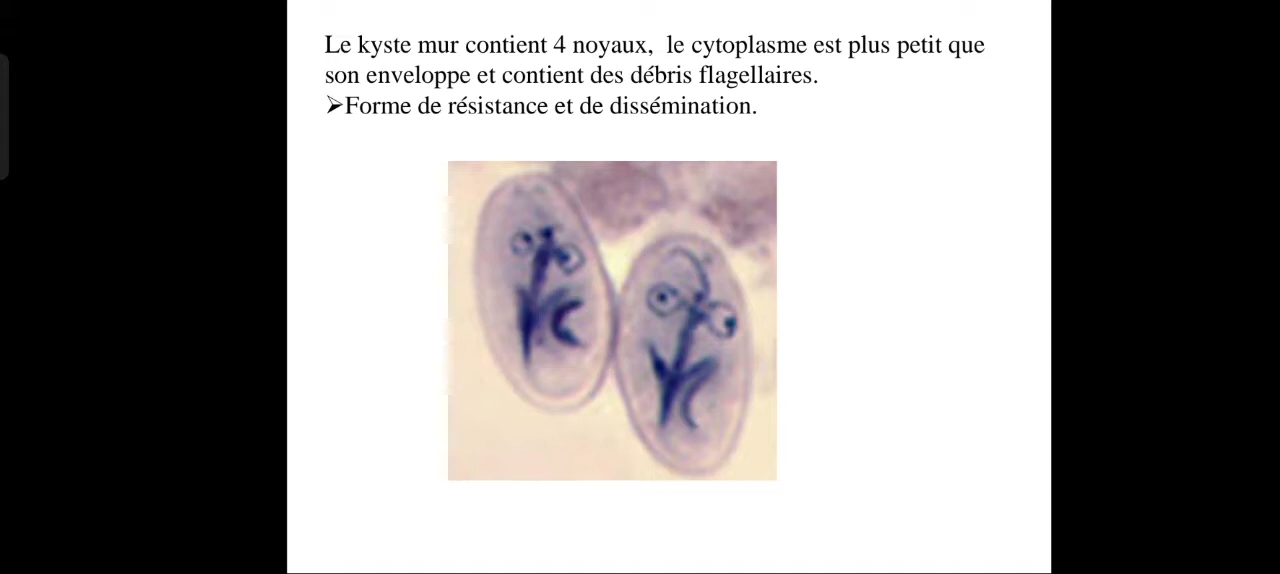 Le kyste mur contient 4 noyaux, le cytoplasme est plus petit que
son enveloppe et contient des débris flagellaires.
➢Forme de résistance et de dissémination.